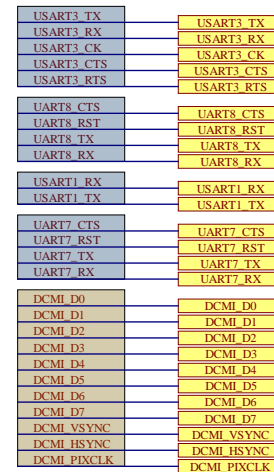 USART3_TX USART3_TX
USART3_RX USART3_RX
USART3_CK USART3_CK
USART3_CTS USART3_CTS
USART3_RTS USART3_RTS
UART8_CTS UART8_CTS
UART8_RST UART8_RST
UART8_TX UART8_TX
UART8_RX UART8_RX
USART1_RX USART1_RX
USART1_TX USART1_TX
UART7_CTS UART7_CTS
UART7_RST UART7_RST
UART7_TX UART7_TX
UART7_RX UART7_RX
DCMI_D0 DCMI_D0
DCMI_D1 DCMI_D1
DCMI_D2 DCMI_D2
DCMI_D3 DCMI_D3
DCMI_D4 DCMI_D4
DCMI_D5 DCMI_D5
DCMI_D6 DCMI_D6
DCMI_D7 DCMI_D7
DCMI_VSYNC DCMI_VSYNC
DCMI_HSYNC DCMI_HSYNC
DCMI_PIXCLK DCMI_PIXCLK